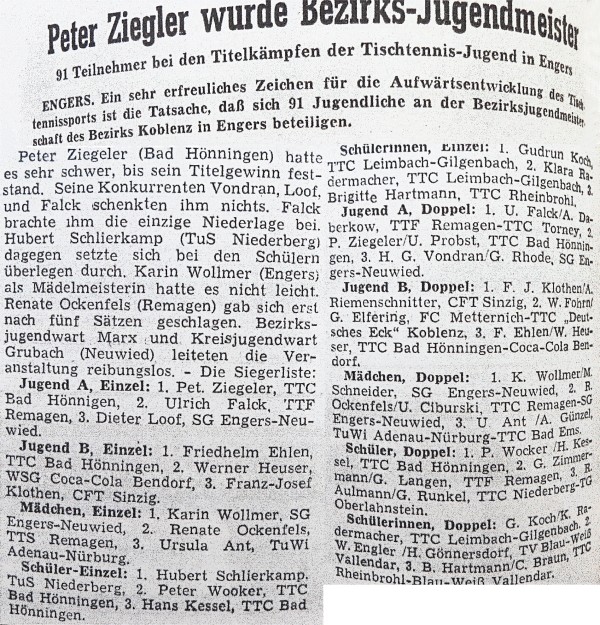 Peter Ziegler wurde Bezirks-Jugendmeister
91 Teilnehmer bei den Titelkämpfen der Tischtennis-Jugend in Engers
ENGERS. Ein sehr erfreuliches Zeichen für die Aufwärtsentwicklung des Tisch-
tennissports ist die Tatsache, daß sich 91 Jugendliche an der Bezirksjugendmeister-
schaft des Bezirks Koblenz in Engers beteiligen.
Peter Ziegeler (Bad Hönningen) hatte
es sehr schwer, bis sein Titelgewinn fest-
stand. Seine Konkurrenten Vondran, Loof,
und Falck schenkten ihm nichts. Falck
brachte ihm die einzige Niederlage bei.
Hubert Schlierkamp (TuS Niederberg)
dagegen setzte sich bei den Schülern
überlegen durch. Karin Wollmer (Engers)
als Mädelmeisterin hatte es nicht leicht.
Renate Ockenfels (Remagen) gab sich erst
nach fünf Sätzen geschlagen. Bezirks-
jugendwart Marx und Kreisjugendwart
Grubach (Neuwied) leiteten die Ver-
anstaltung reibungslos. - Die Siegerliste:
Jugend A, Einzel: 1. Pet. Ziegeler, TTC
Bad Hönnigen, 2. Ulrich Falck, TTF
Remagen, 3. Dieter Loof, SG Engers-Neu-
wied.
Jugend B, Einzel: 1. Friedhelm Ehlen,
TTC Bad Hönningen, 2. Werner Heuser,
WSG Coca-Cola Bendorf, 3. Franz-Josef
Klothen, CFT Sinzig.
Mädchen, Einzel: 1. Karin Wollmer, SG
Engers-Neuwied, 2. Renate Ockenfels,
TTS Remagen, 3. Ursula Ant, TuWi
Adenau-Nürburg.
Schüler-Einzel: 1. Hubert Schlierkamp,
TuS Niederberg, 2. Peter Wooker, TTC
Bad Hönningen, 3. Hans Kessel, TTC Bad
Hönningen.
Schülerinnen, Einzel: 1. Gudrun Koch,
TTC Leimbach-Gilgenbach, 2. Klara Ra-
dermacher, TTC Leimbach-Gilgenbach, 3.
Brigitte Hartmann, TTC Rheinbrohl.
Jugend A, Doppel: 1. U. Falck/A. Da-
berkow, TTF Remagen-TTC Torney, 2.
P. Ziegeler/U. Probst, TTC Bad Hönnin-
gen, 3. H. G. Vondran/G. Rhode, SG En-
gers-Neuwied.
Jugend B, Doppel: 1. F. J. Klothen/A.
Riemenschnitter, CFT Sinzig, 2. W. Fohrn/
G. Elfering, FC Metternich-TTC „Deut-
sches Eck" Koblenz, 3. F. Ehlen/W. Heu-
ser, TTC Bad Hönningen-Coca-Cola Ben-
dorf.
Mädchen, Doppel: 1. K. Wollmer/M.
Schneider, SG Engers-Neuwied, 2. R.
Ockenfels/U. Ciburski, TTC Remagen-SG
Engers-Neuwied, 3. U. Ant /A. Günzel,
TuWi Adenau-Nürburg-TTC Bad Ems.
Schüler, Doppel: 1. P. Wocker /H. Kes-
sel, TTC Bad Hönningen, 2. G. Zimmer-
mann/G. Langen, TTF Remagen, 3. R.
Aulmann/G. Runkel, TTC Niederberg-TG
Oberlahnstein.
Schülerinnen, Doppel: G. Koch/K. Ra-
dermacher, TTC Leimbach-Gilgenbach, 2.
W. Engler /H. Gönnersdorf, TV Blau-Weiß
Vallendar, 3. B. Hartmann/C. Braun, TTC
Rheinbrohl-Blau-Weiß Vallendar.